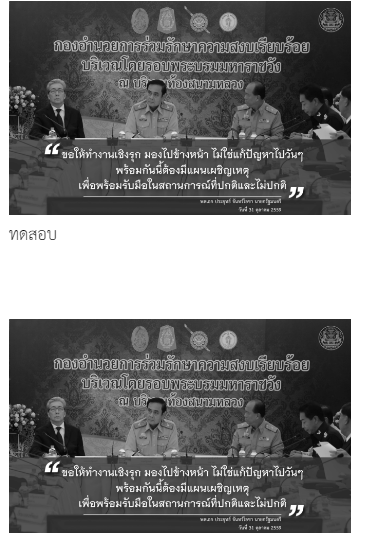 กองอำนวยการร่วมรักษาความสงบเรียบร้อย
บริเวณโดยรอบพระบรมมหาราชวัง
ณ บริ ห้องสนามหลวง
“ ขอให้ทำงานเชิงรุก มองไปข้างหน้า ไม่ใช่แก้ปัญหาไปวันๆ
พร้อมกันนี้ต้องมีแผนเผชิญเหตุ
เพื่อพร้อมรับมือในสถานการณ์ที่ปกติและไม่ปกติ ”
พลเอก ประยุทธ์ จันทร์โอชา นายกรัฐมนตรี
วันที่ 31 ตุลาคม 2559
ทดสอบ
กองอำนวยการร่วมรักษาความสงบเรียบร้อย
บริเวณโดยรอบพระบรมมหาราชวัง
ณ บริ ห้องสนามหลวง
“ ขอให้ทำงานเชิงรุก มองไปข้างหน้า ไม่ใช่แก้ปัญหาไปวันๆ
พร้อมกันนี้ต้องมีแผนเผชิญเหตุ
เพื่อพร้อมรับมือในสถานการณ์ที่ปกติและไม่ปกติ ”
พลเอก ประยุทธ์ จันทร์โอชา นายกรัฐมนตรี
วันที่ 31 ตุลาคม 2559